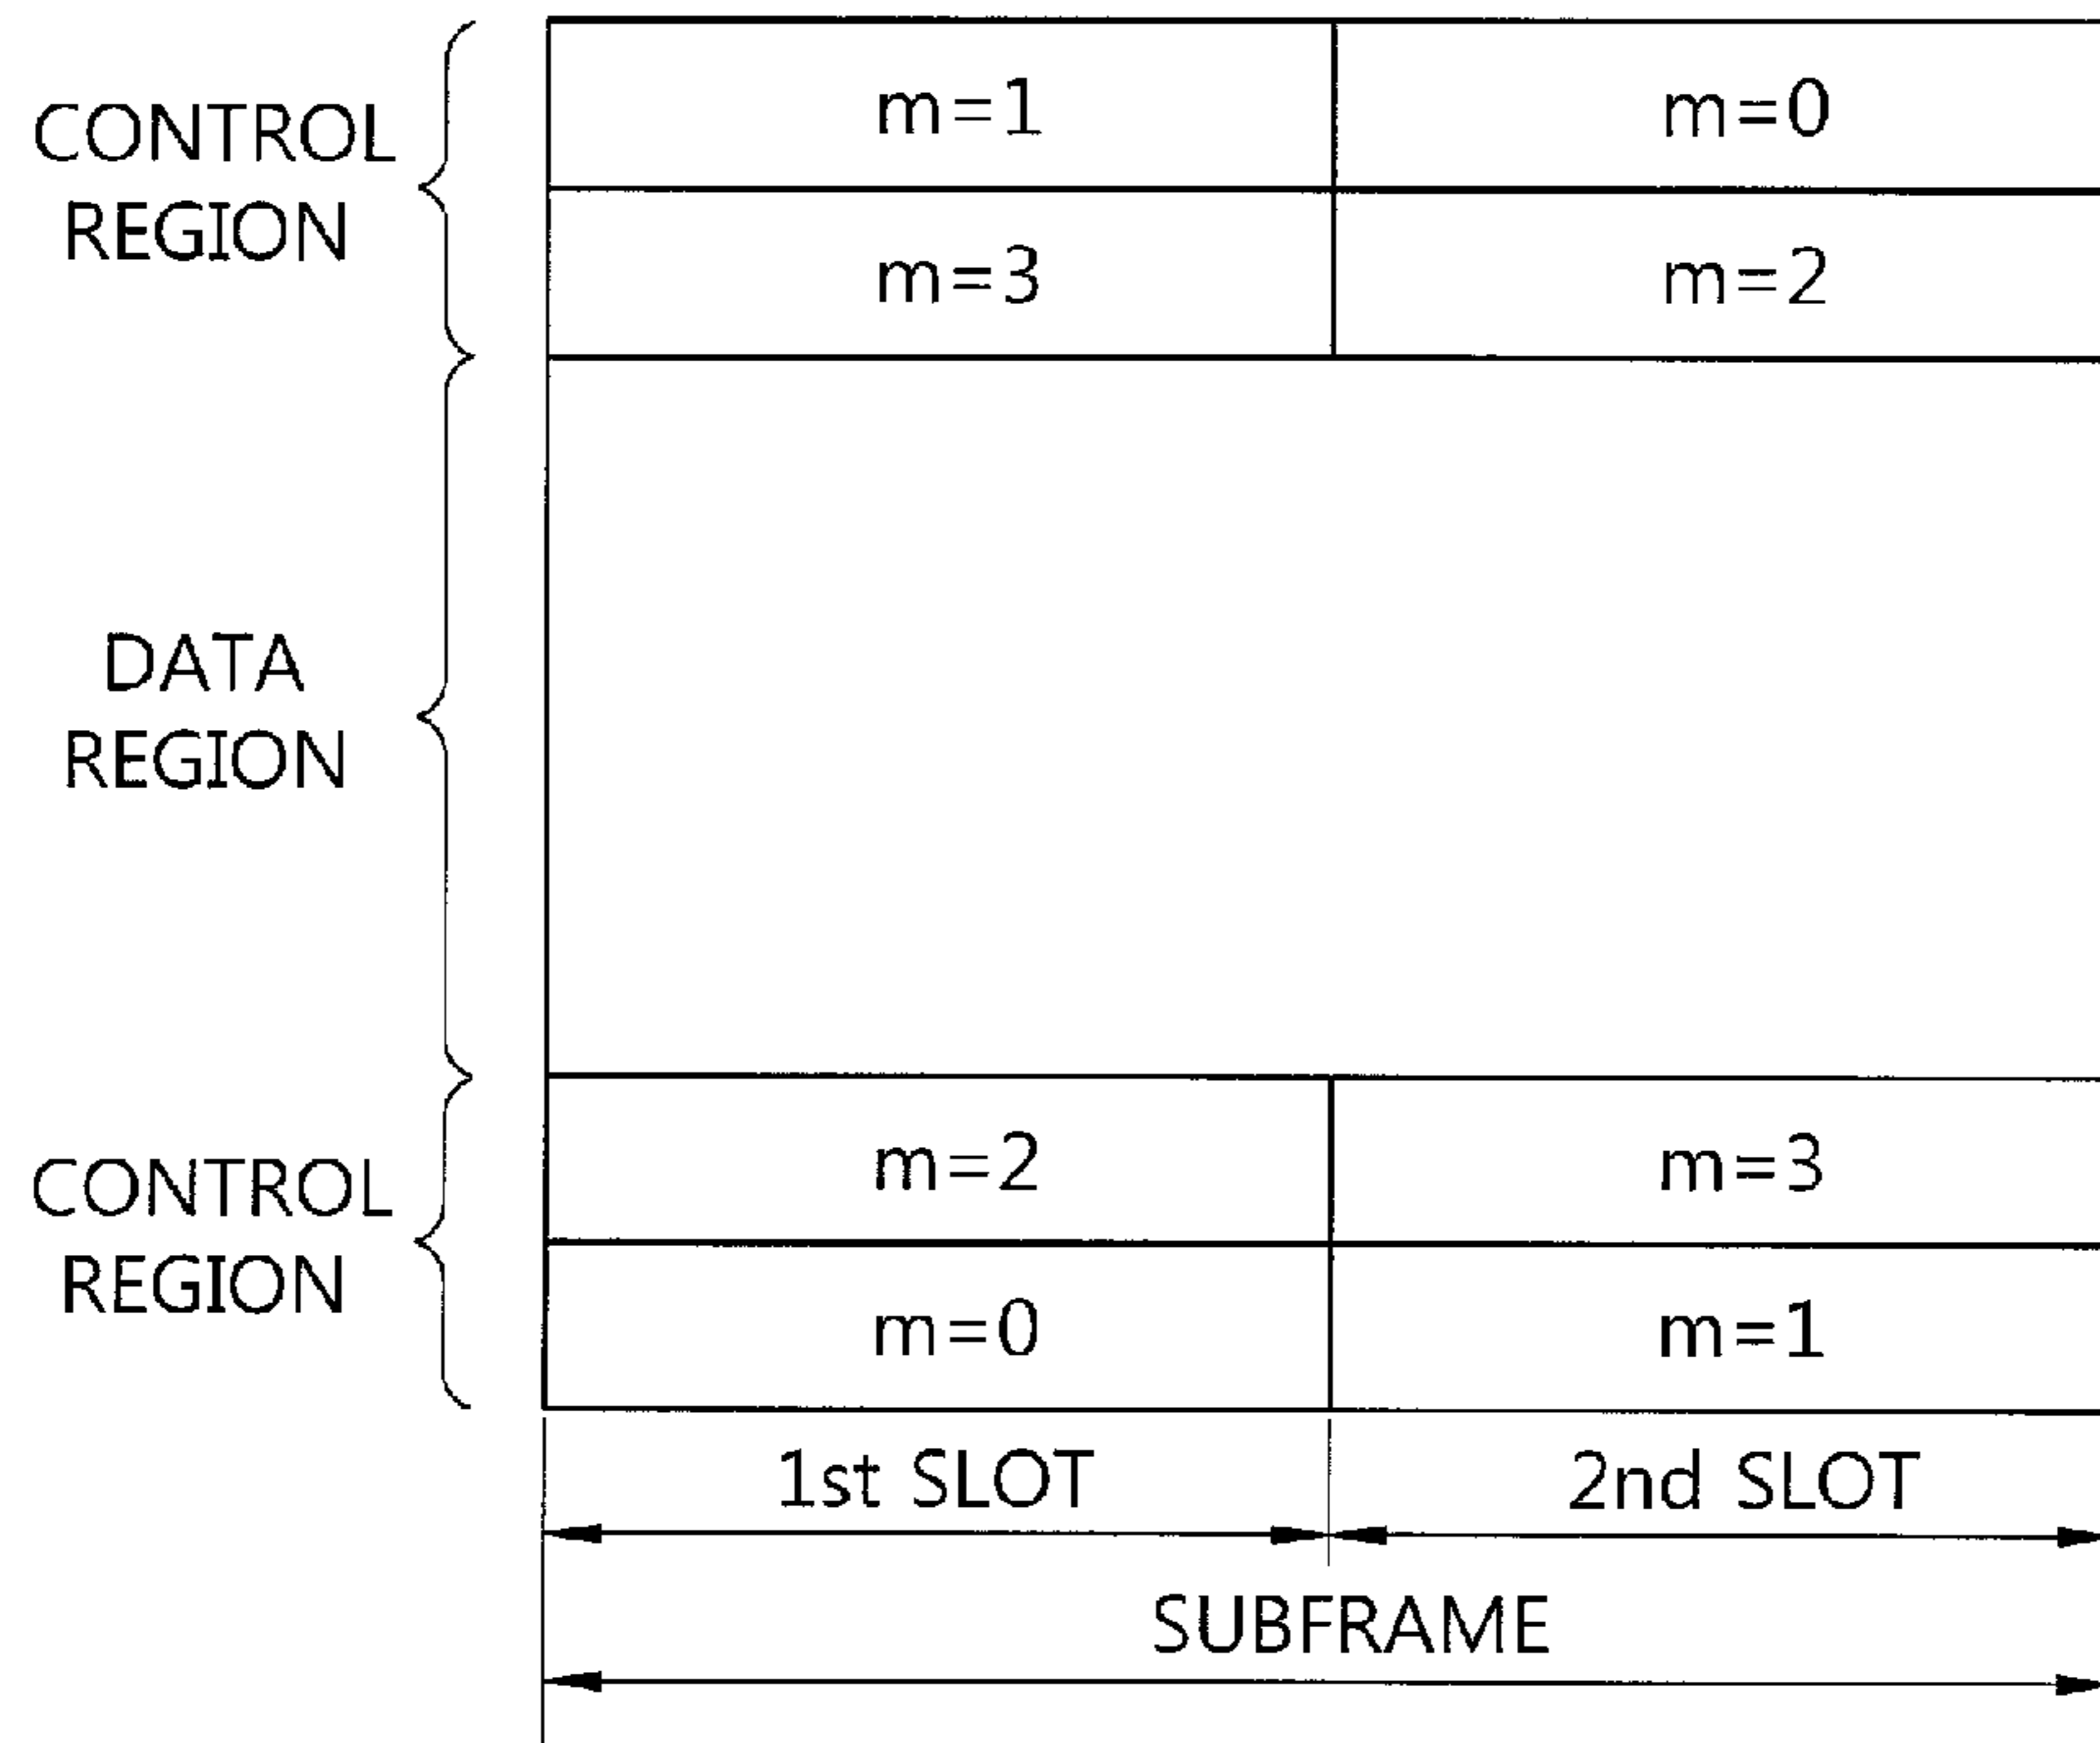 CONTROL
REGION
m=1
m=0
m=3
m=2
DATA
REGION
CONTROL
REGION
m=2
m=3
m=0
m=1
1st SLOT
2nd SLOT
SUBFRAME